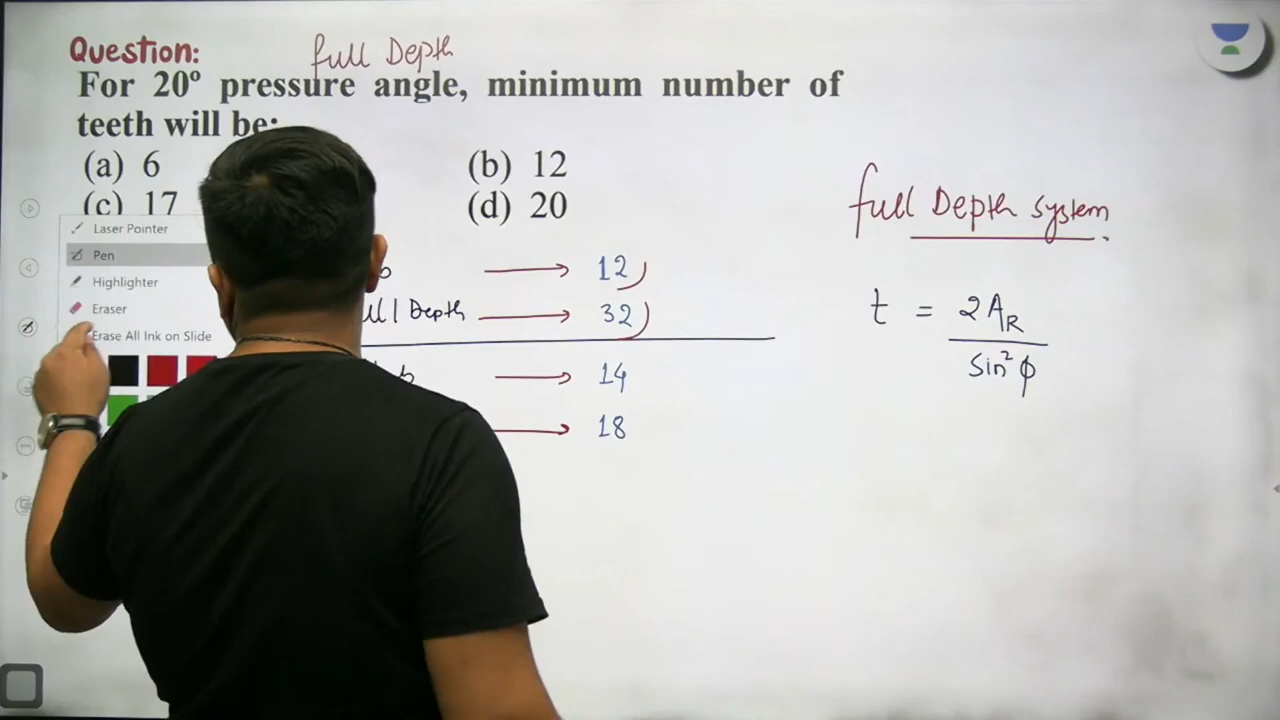 Question:
full Depth
For 20º pressure angle, minimum number of
teeth will be:
(a) 6
(b) 12
(c) 17
(d) 20
Laser Pointer
Pen
Highlighter
Eraser
Erase All Ink on Slide
b → 12
ull Depth → 32
b → 14
→ 18
full Depth system
t = 2A_R / sin²ϕ